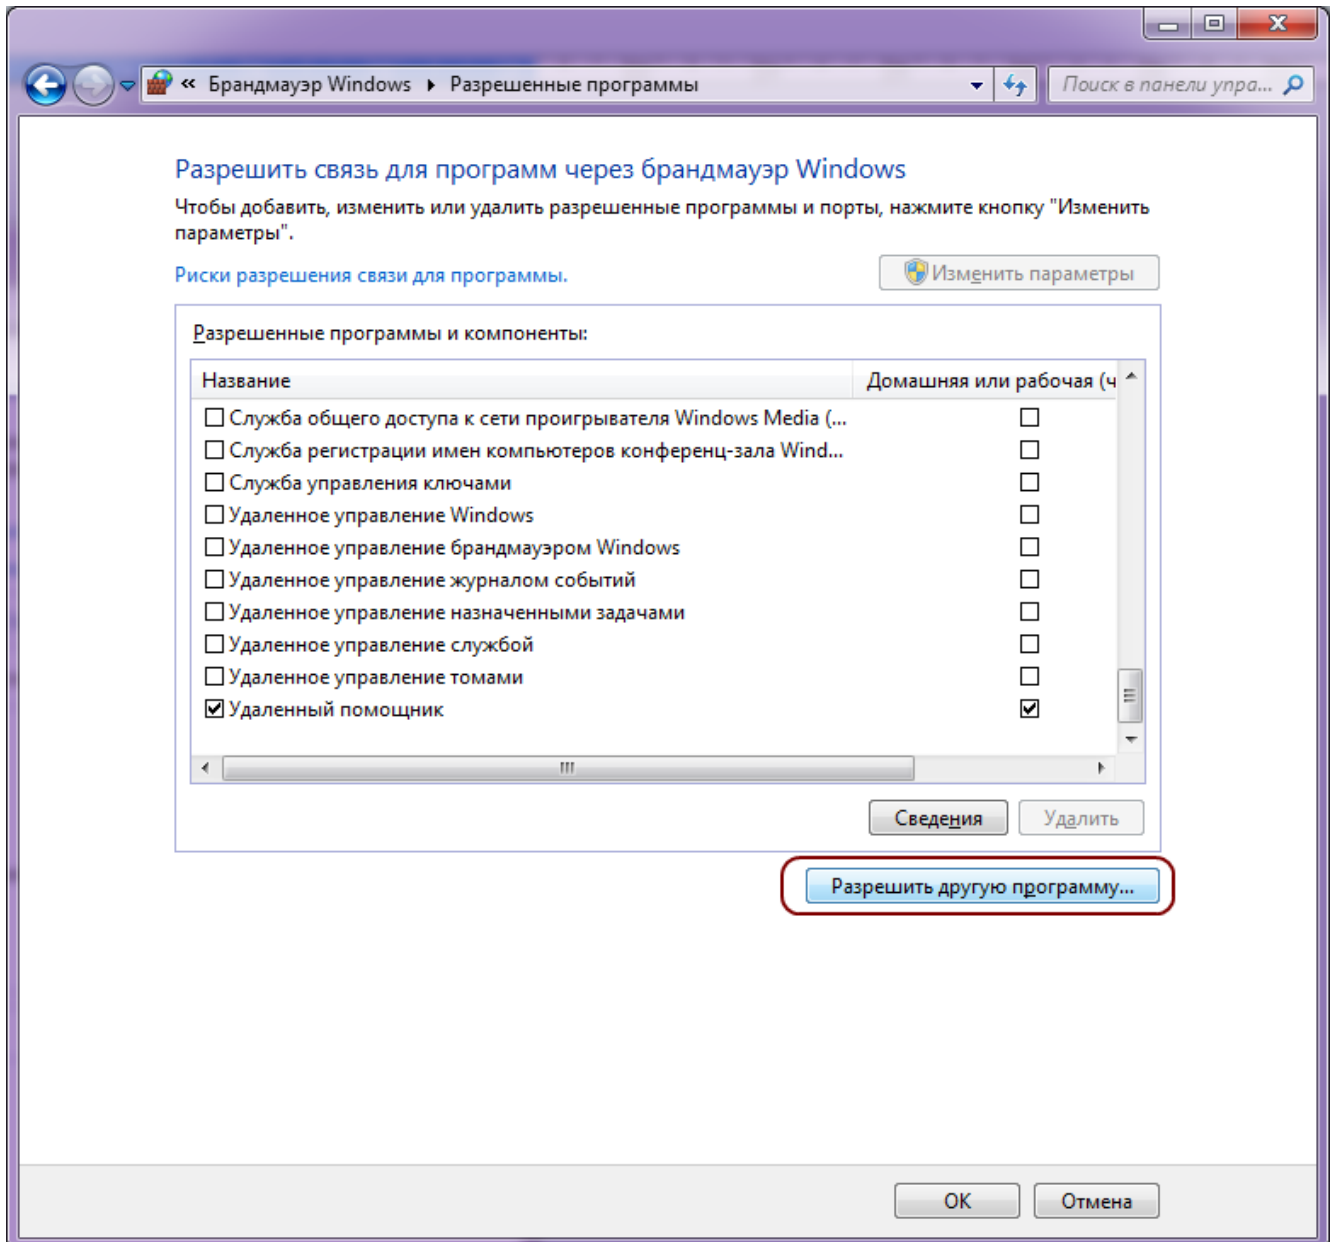 « Брандмауэр Windows Разрешенные программы
Поиск в панели упра...
Разрешить связь для программ через брандмауэр Windows
Чтобы добавить, изменить или удалить разрешенные программы и порты, нажмите кнопку "Изменить
параметры".
Риски разрешения связи для программы.
Изменить параметры
Разрешенные программы и компоненты:
Название Домашняя или рабочая (ч
Служба общего доступа к сети проигрывателя Windows Media (...
Служба регистрации имен компьютеров конференц-зала Wind...
Служба управления ключами
Удаленное управление Windows
Удаленное управление брандмауэром Windows
Удаленное управление журналом событий
Удаленное управление назначенными задачами
Удаленное управление службой
Удаленное управление томами
Удаленный помощник
Сведения Удалить
Разрешить другую программу...
ОК Отмена